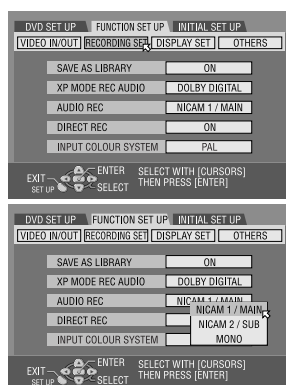 DVD SET UP FUNCTION SET UP INITIAL SET UP
VIDEO IN/OUT RECORDING SET DISPLAY SET OTHERS
SAVE AS LIBRARY ON
XP MODE REC AUDIO DOLBY DIGITAL
AUDIO REC NICAM 1 / MAIN
DIRECT REC ON
INPUT COLOUR SYSTEM PAL
EXIT ENTER SELECT WITH [CURSORS]
SET UP SELECT THEN PRESS [ENTER]
DVD SET UP FUNCTION SET UP INITIAL SET UP
VIDEO IN/OUT RECORDING SET DISPLAY SET OTHERS
SAVE AS LIBRARY ON
XP MODE REC AUDIO DOLBY DIGITAL
AUDIO REC NICAM 1 / MAIN
NICAM 1 / MAIN
DIRECT REC NICAM 2 / SUB
INPUT COLOUR SYSTEM MONO
EXIT ENTER SELECT WITH [CURSORS]
SET UP SELECT THEN PRESS [ENTER]